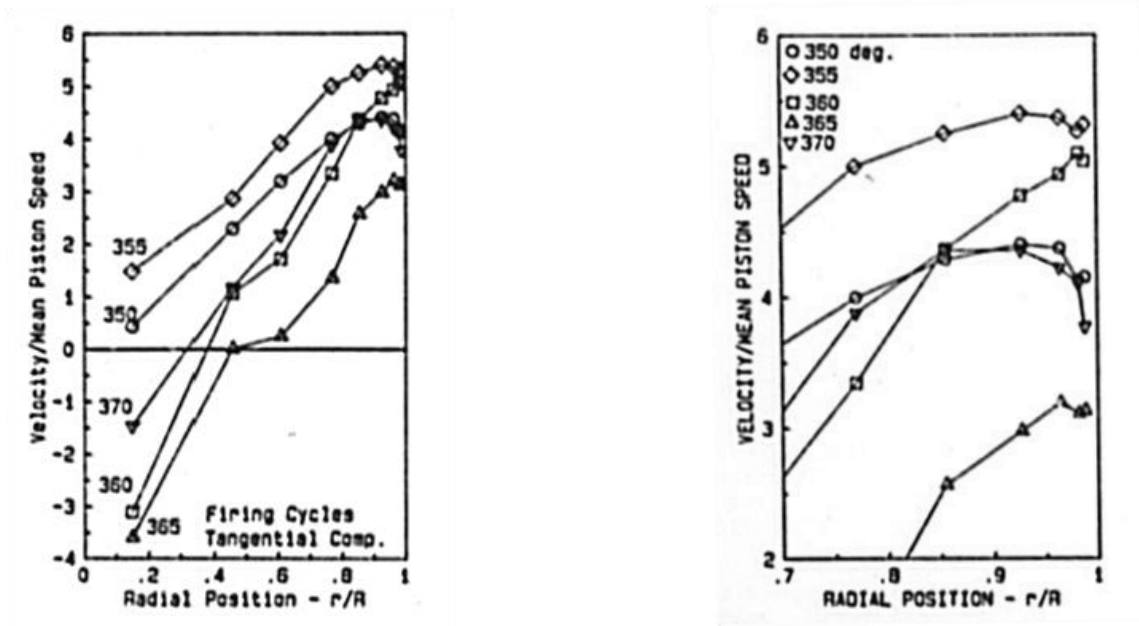 6
5
4
3
2
1
0
-1
-2
-3
-4
Velocity/Mean Piston Speed
355
350
370
360
365
Firing Cycles
Tangential Comp.
0 .2 .4 .6 .8 1
Radial Position - r/R
6
5
4
3
2
VELOCITY/MEAN PISTON SPEED
350 deg.
355
360
365
370
.7 .8 .9 1
RADIAL POSITION - r/R